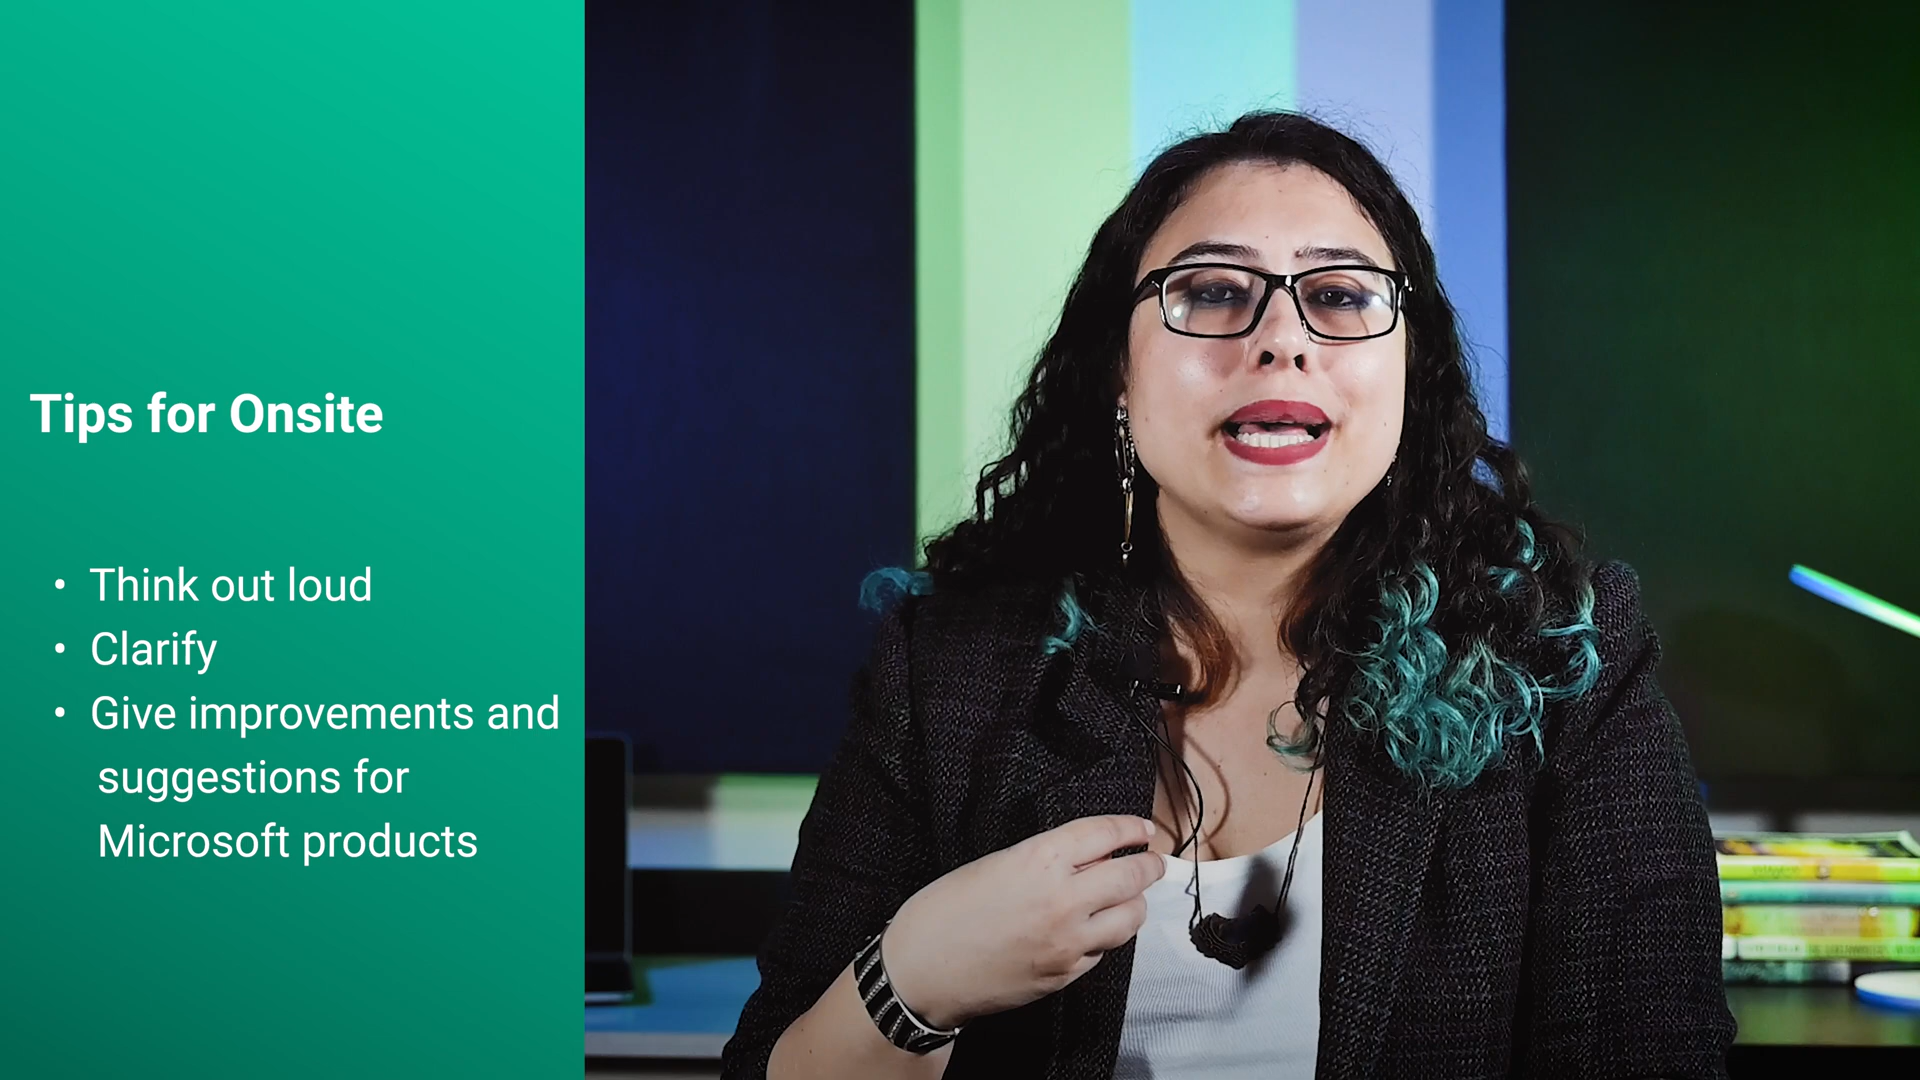 Tips for Onsite
• Think out loud
• Clarify
• Give improvements and
suggestions for
Microsoft products